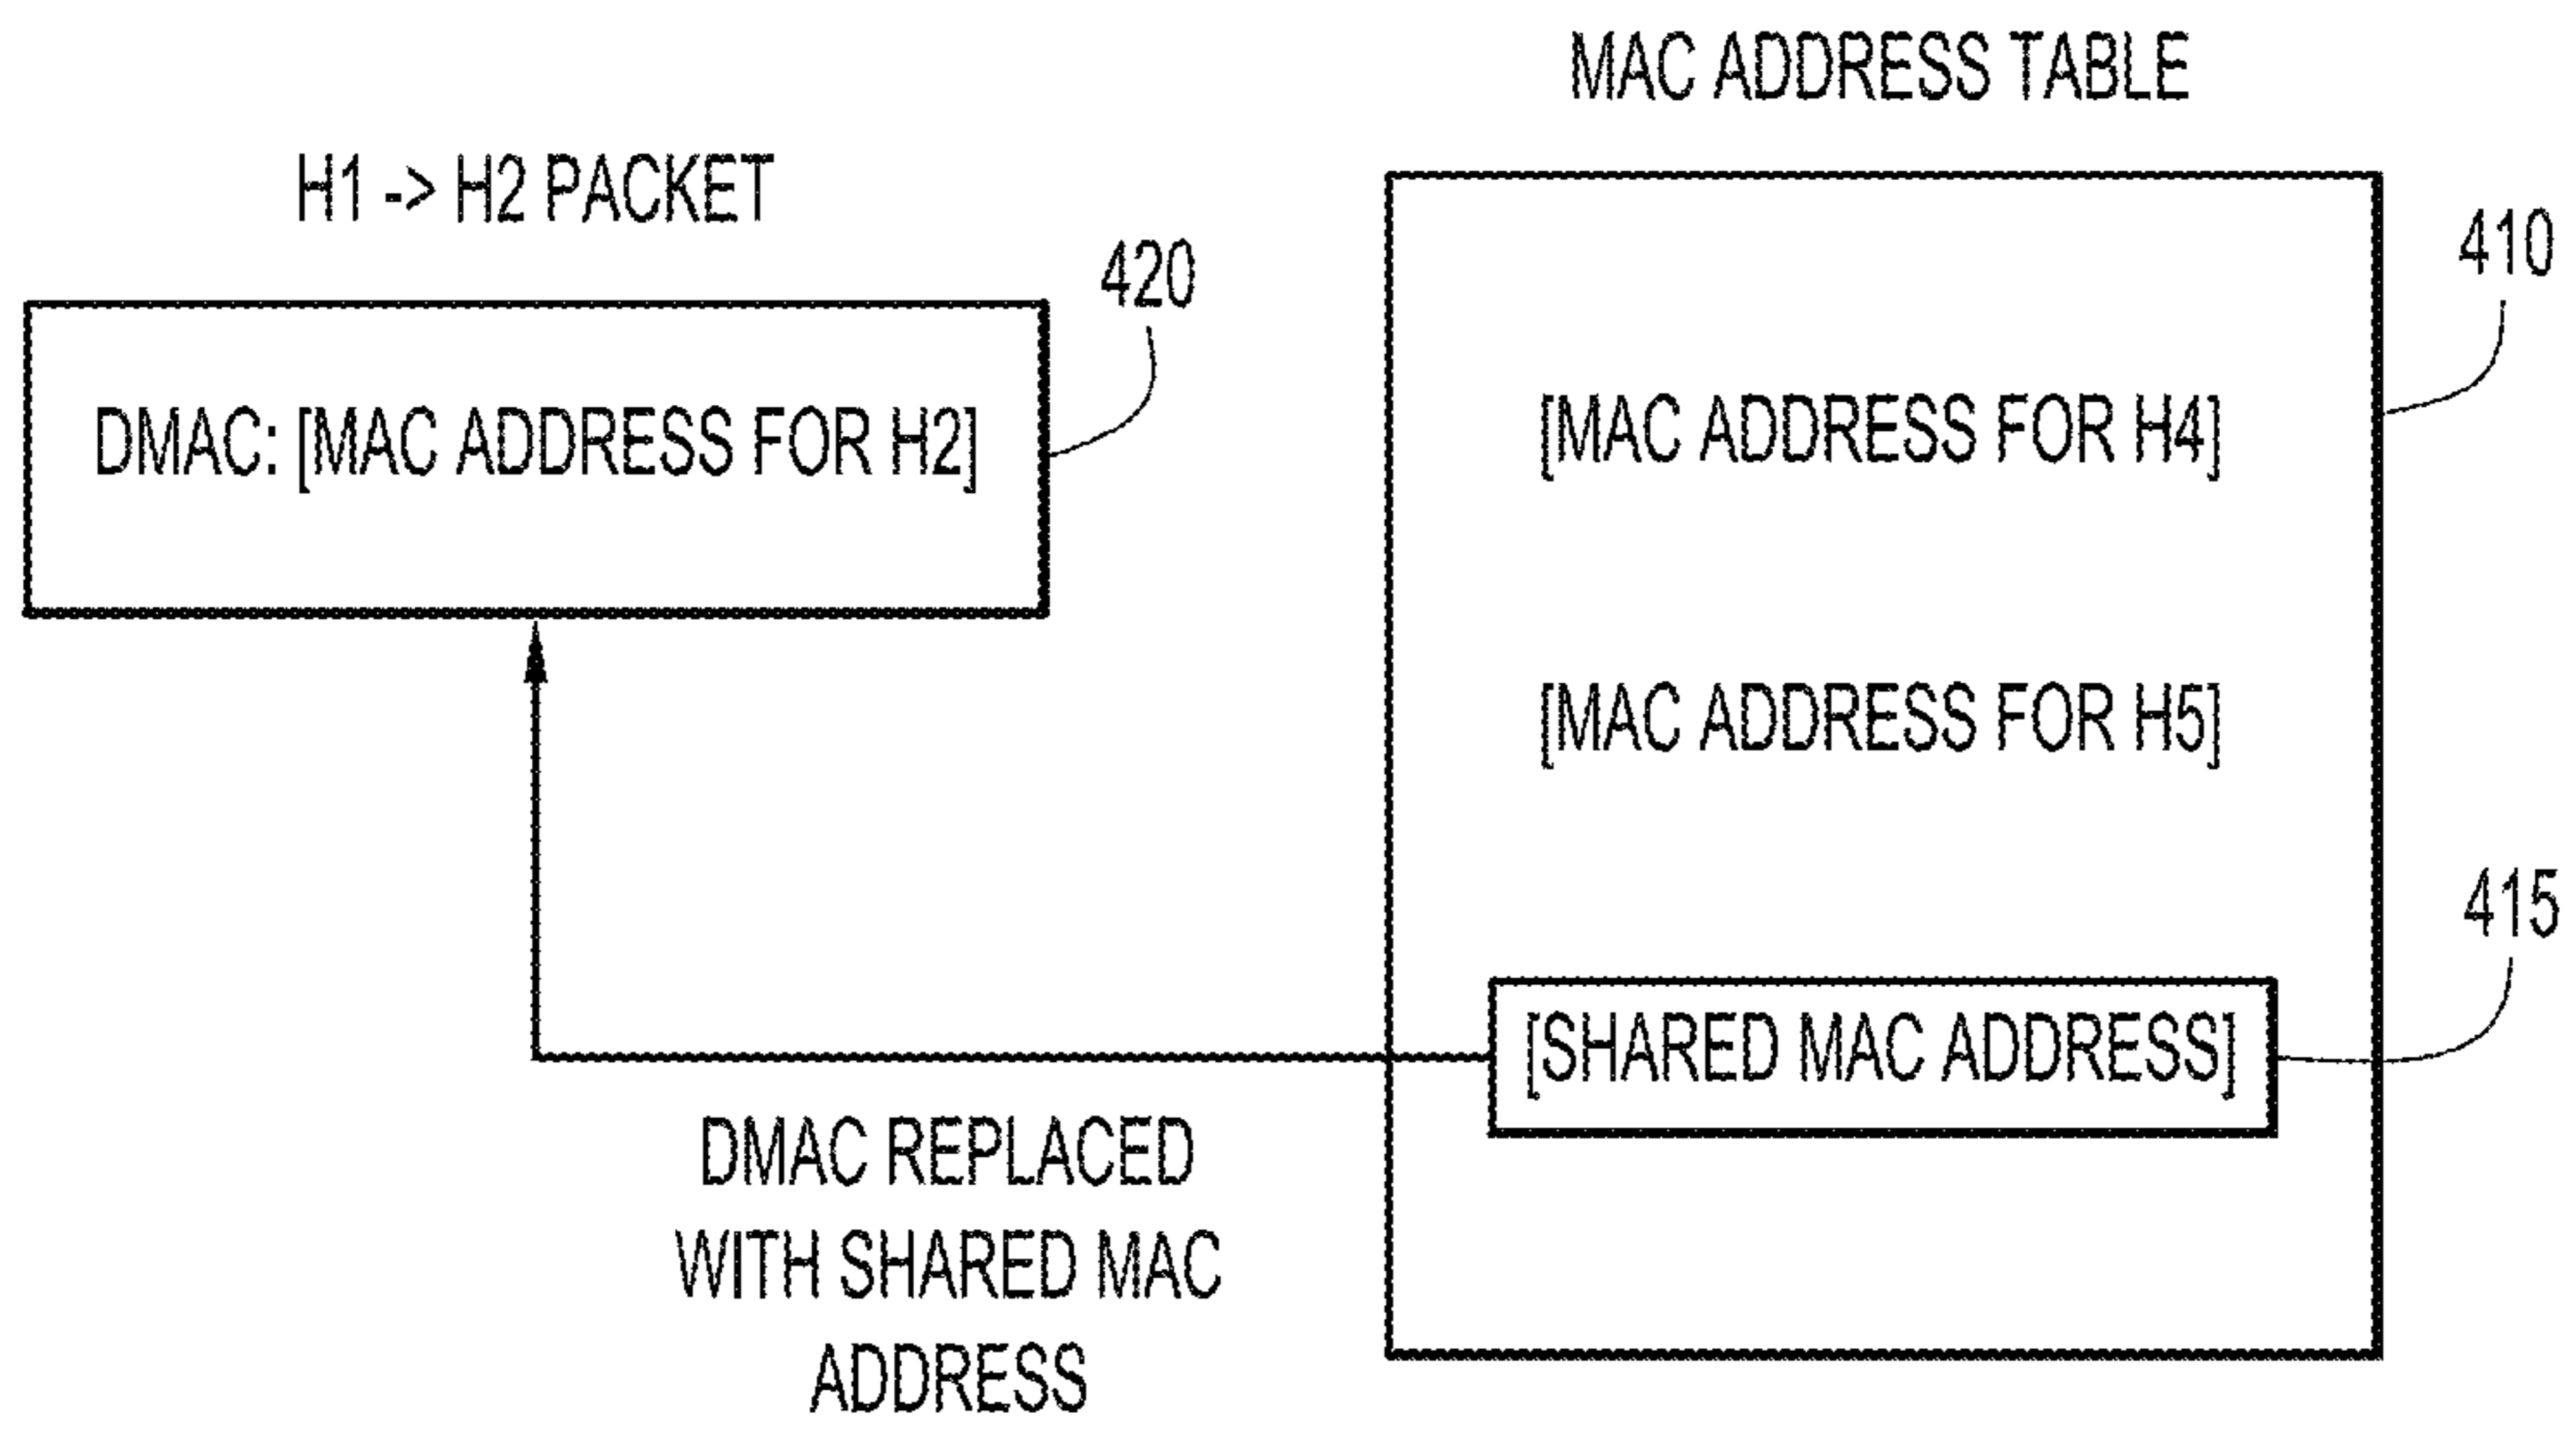 MAC ADDRESS TABLE
H1 -> H2 PACKET
420
410
DMAC: [MAC ADDRESS FOR H2]
[MAC ADDRESS FOR H4]
[MAC ADDRESS FOR H5]
415
[SHARED MAC ADDRESS]
DMAC REPLACED
WITH SHARED MAC
ADDRESS